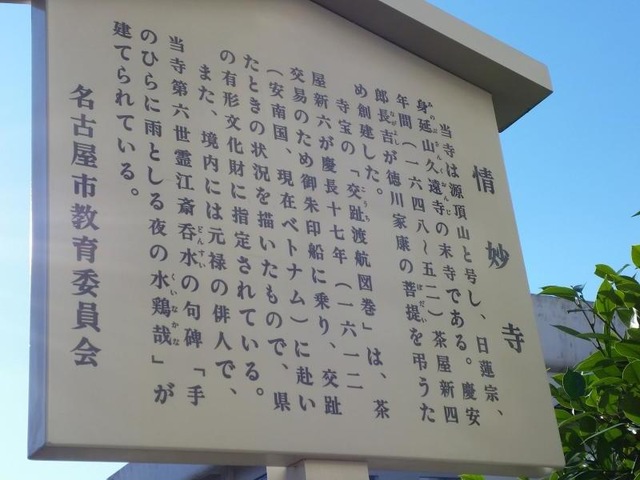 情妙寺
当寺は源頂山と号し、日蓮宗、
身延山久遠寺の末寺である。慶安
年間(一六四八〜五二)茶屋新四
郎長吉が徳川家康の菩提を弔うた
め創建した。
寺宝の「交趾渡航図巻」は、茶
屋新六が慶長十七年(一六一二)
交易のため御朱印船に乗り、交趾
(安南国、現在ベトナム)に赴い
たときの状況を描いたもので、県
の有形文化財に指定されている。
また、境内には元禄の俳人で、
当寺第六世霊江斎呑水の句碑「手
のひらに雨としる夜の水鶏哉」が
建てられている。
名古屋市教育委員会